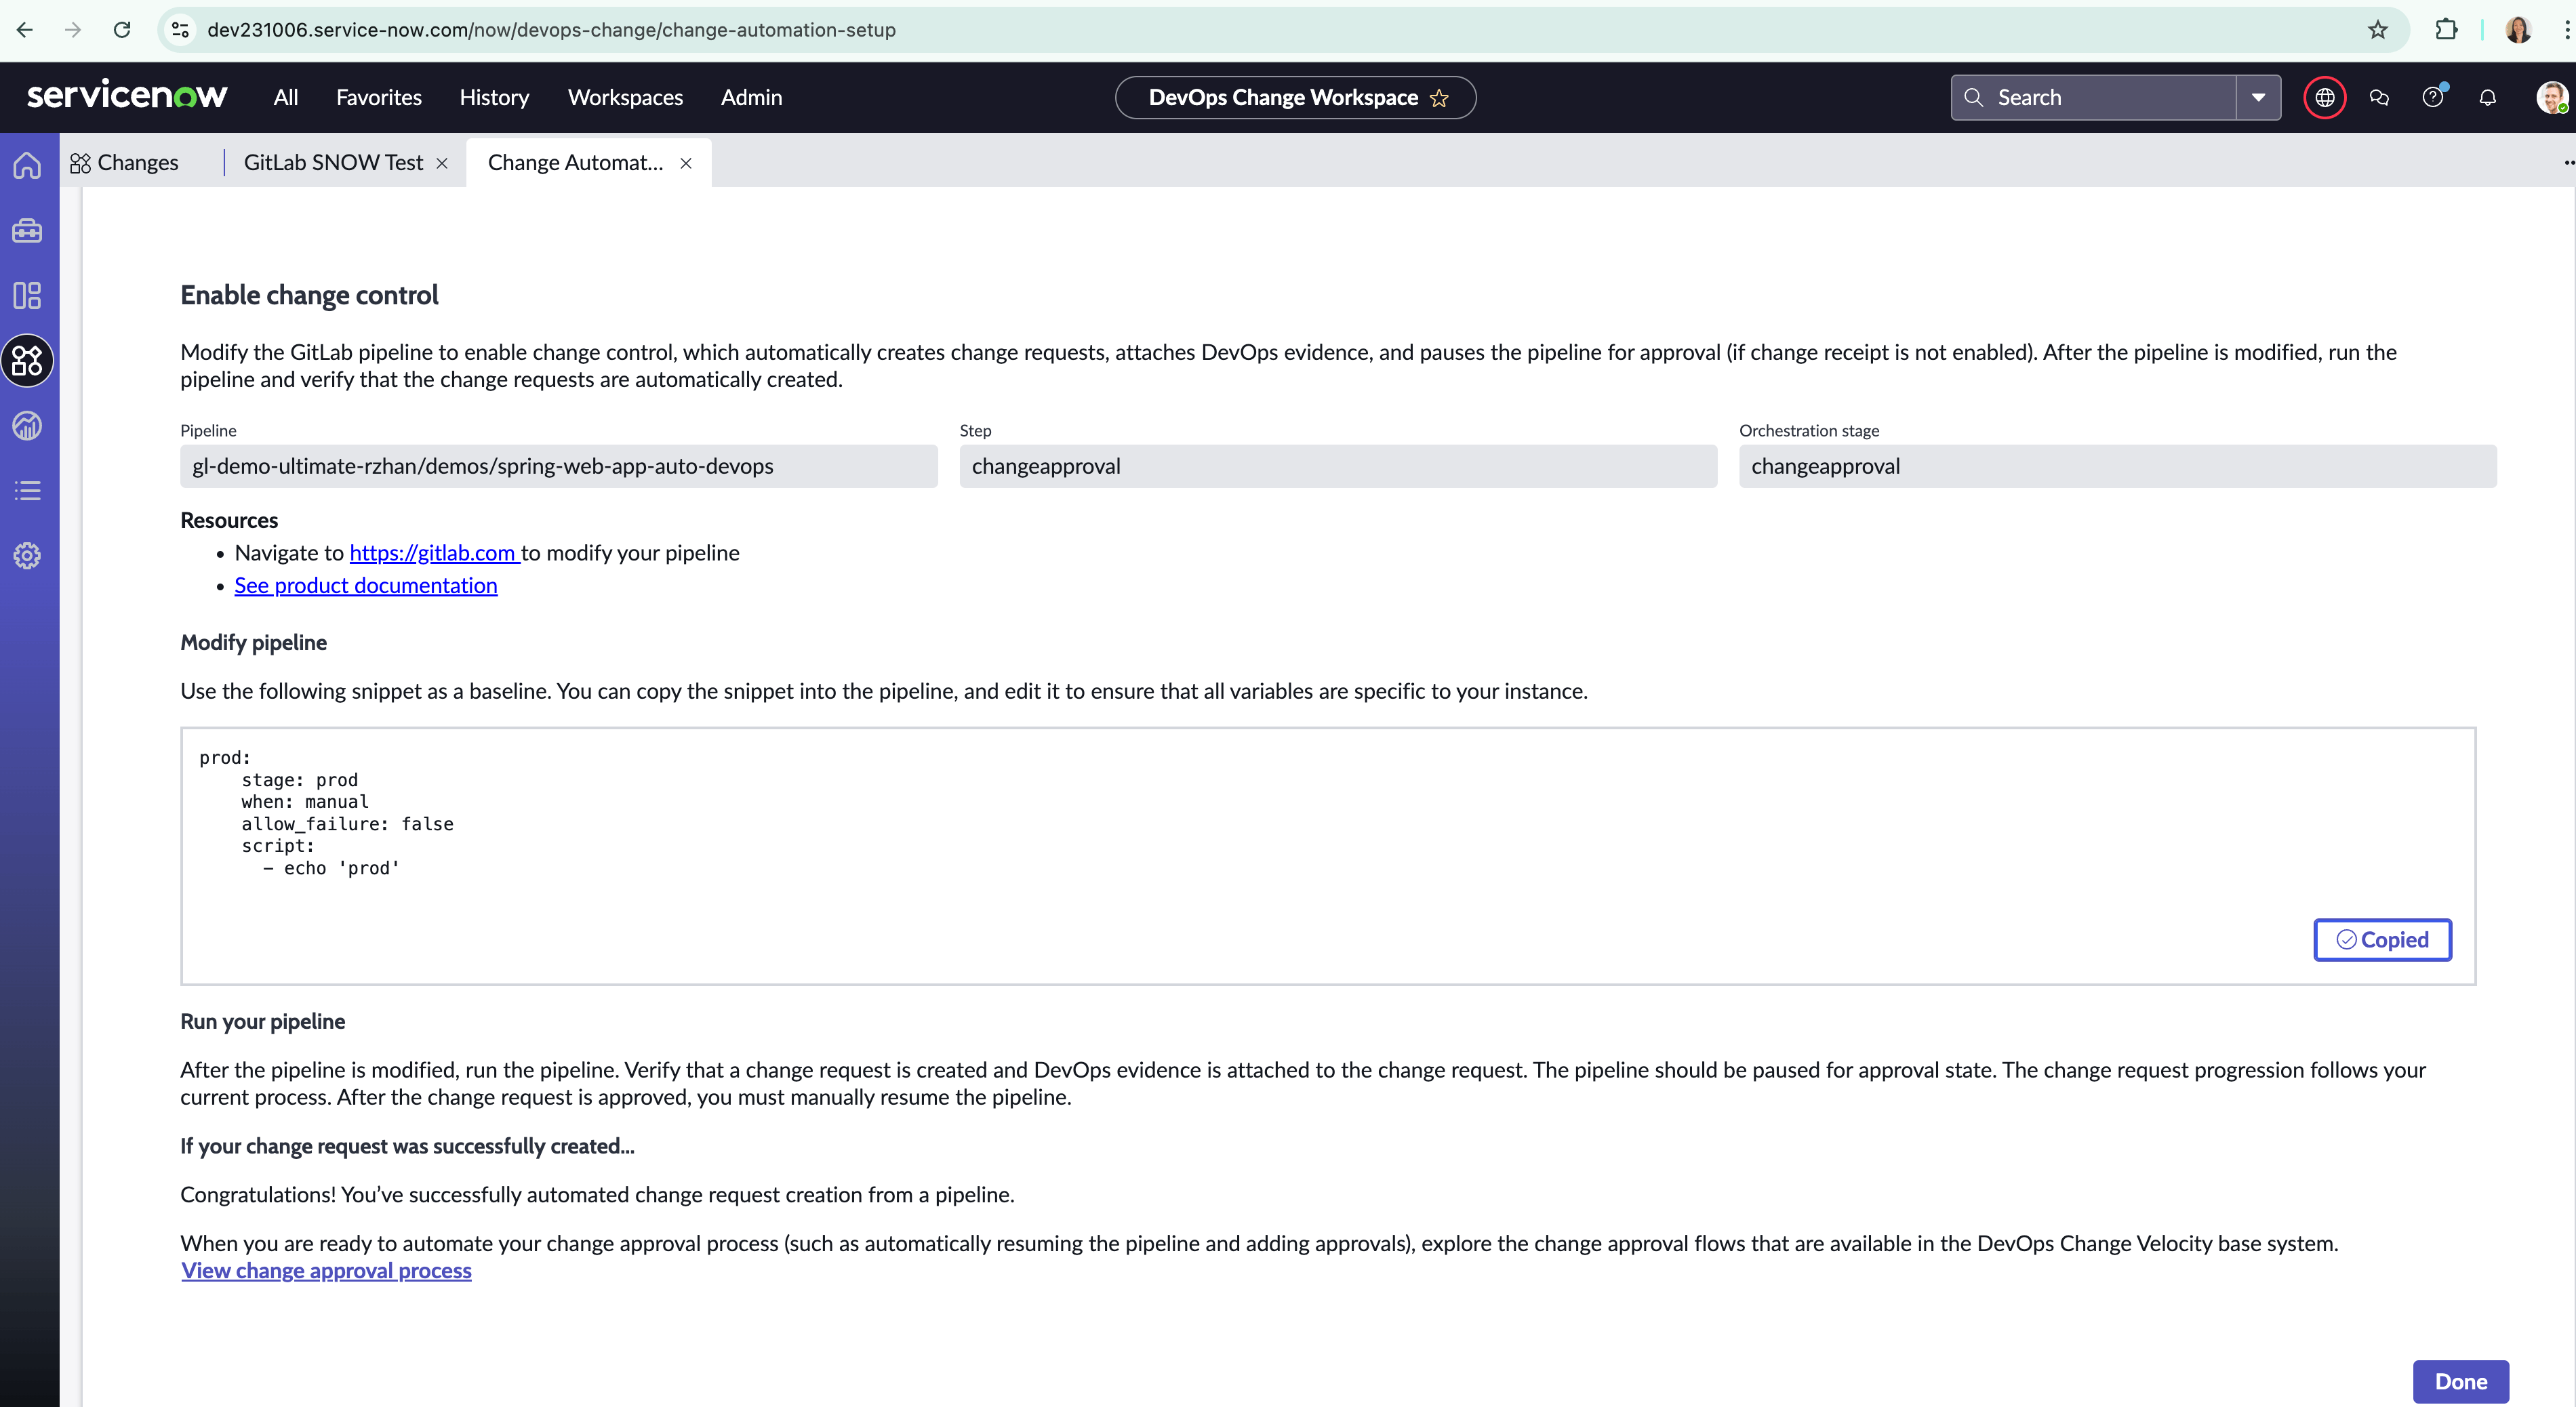 dev231006.service-now.com/now/devops-change/change-automation-setup
servicenow All Favorites History Workspaces Admin DevOps Change Workspace Search
Changes GitLab SNOW Test Change Automat...
Enable change control
Modify the GitLab pipeline to enable change control, which automatically creates change requests, attaches DevOps evidence, and pauses the pipeline for approval (if change receipt is not enabled). After the pipeline is modified, run the
pipeline and verify that the change requests are automatically created.
Pipeline Step Orchestration stage
gl-demo-ultimate-rzhan/demos/spring-web-app-auto-devops changeapproval changeapproval
Resources
• Navigate to https://gitlab.com to modify your pipeline
• See product documentation
Modify pipeline
Use the following snippet as a baseline. You can copy the snippet into the pipeline, and edit it to ensure that all variables are specific to your instance.
prod:
    stage: prod
    when: manual
    allow_failure: false
    script:
      - echo 'prod'
Copied
Run your pipeline
After the pipeline is modified, run the pipeline. Verify that a change request is created and DevOps evidence is attached to the change request. The pipeline should be paused for approval state. The change request progression follows your
current process. After the change request is approved, you must manually resume the pipeline.
If your change request was successfully created...
Congratulations! You’ve successfully automated change request creation from a pipeline.
When you are ready to automate your change approval process (such as automatically resuming the pipeline and adding approvals), explore the change approval flows that are available in the DevOps Change Velocity base system.
View change approval process
Done